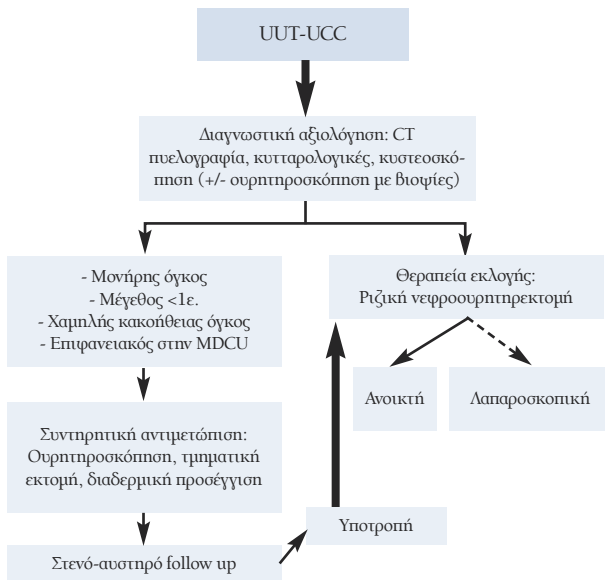 UUT-UCC
Διαγνωστική αξιολόγηση: CT
πυελογραφία, κυτταρολογικές, κυστεοσκό-
πηση (+/- ουρητηροσκόπηση με βιοψίες)
- Μονήρης όγκος
- Μέγεθος <1ε.
- Χαμηλής κακοήθειας όγκος
- Επιφανειακός στην MDCU
Θεραπεία εκλογής:
Ριζική νεφροουρητηρεκτομή
Ανοικτή
Λαπαροσκοπική
Συντηρητική αντιμετώπιση:
Ουρητηροσκόπηση, τμηματική
εκτομή, διαδερμική προσέγγιση
Υποτροπή
Στενό-αυστηρό follow up